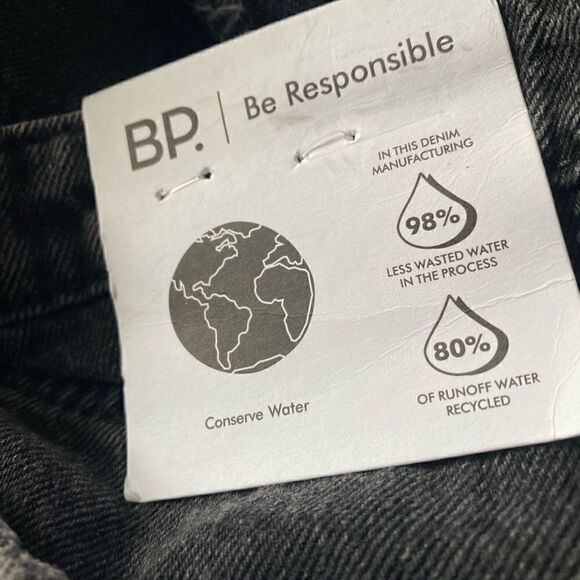 BP. | Be Responsible
IN THIS DENIM
MANUFACTURING
98%
LESS WASTED WATER
IN THE PROCESS
80%
OF RUNOFF WATER
RECYCLED
Conserve Water